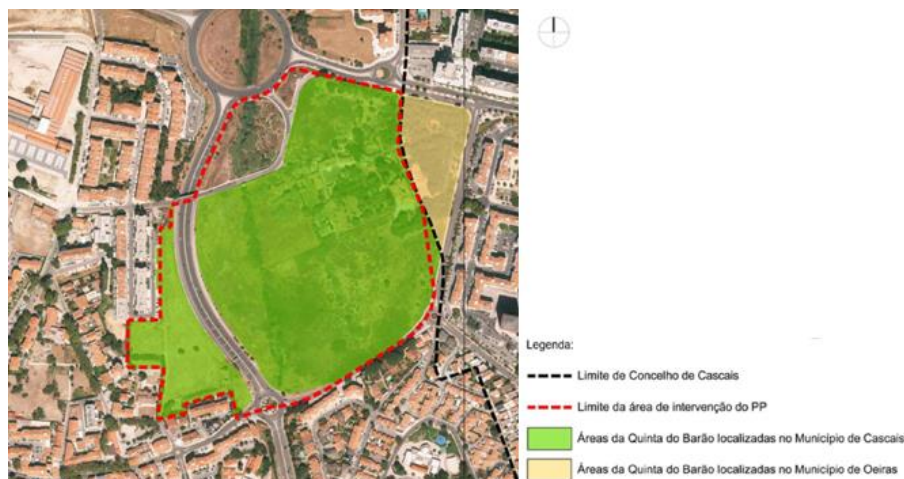 Legenda:
Limite de Concelho de Cascais
Limite da área de intervenção do PP
Áreas da Quinta do Barão localizadas no Município de Cascais
Áreas da Quinta do Barão localizadas no Município de Oeiras